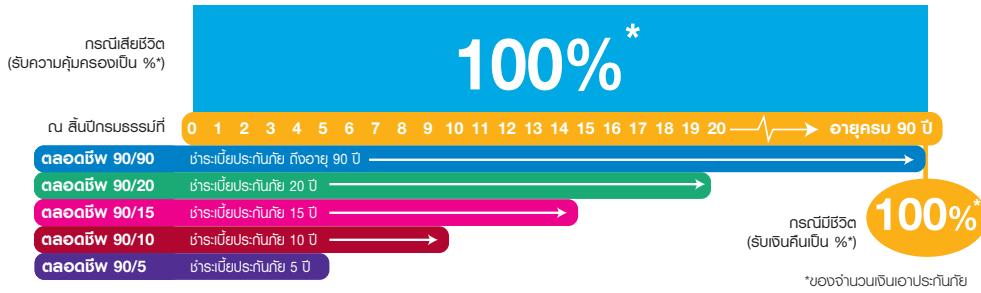 กรณีเสียชีวิต
(รับความคุ้มครองเป็น %*)
100%*
ณ สิ้นปีกรมธรรม์ที่ 0 1 2 3 4 5 6 7 8 9 10 11 12 13 14 15 16 17 18 19 20 อายุครบ 90 ปี
ตลอดชีพ 90/90 ชำระเบี้ยประกันภัย ถึงอายุ 90 ปี
ตลอดชีพ 90/20 ชำระเบี้ยประกันภัย 20 ปี
ตลอดชีพ 90/15 ชำระเบี้ยประกันภัย 15 ปี
ตลอดชีพ 90/10 ชำระเบี้ยประกันภัย 10 ปี
ตลอดชีพ 90/5 ชำระเบี้ยประกันภัย 5 ปี
กรณีมีชีวิต
(รับเงินคืนเป็น %*)
100%*
*ของจำนวนเงินเอาประกันภัย